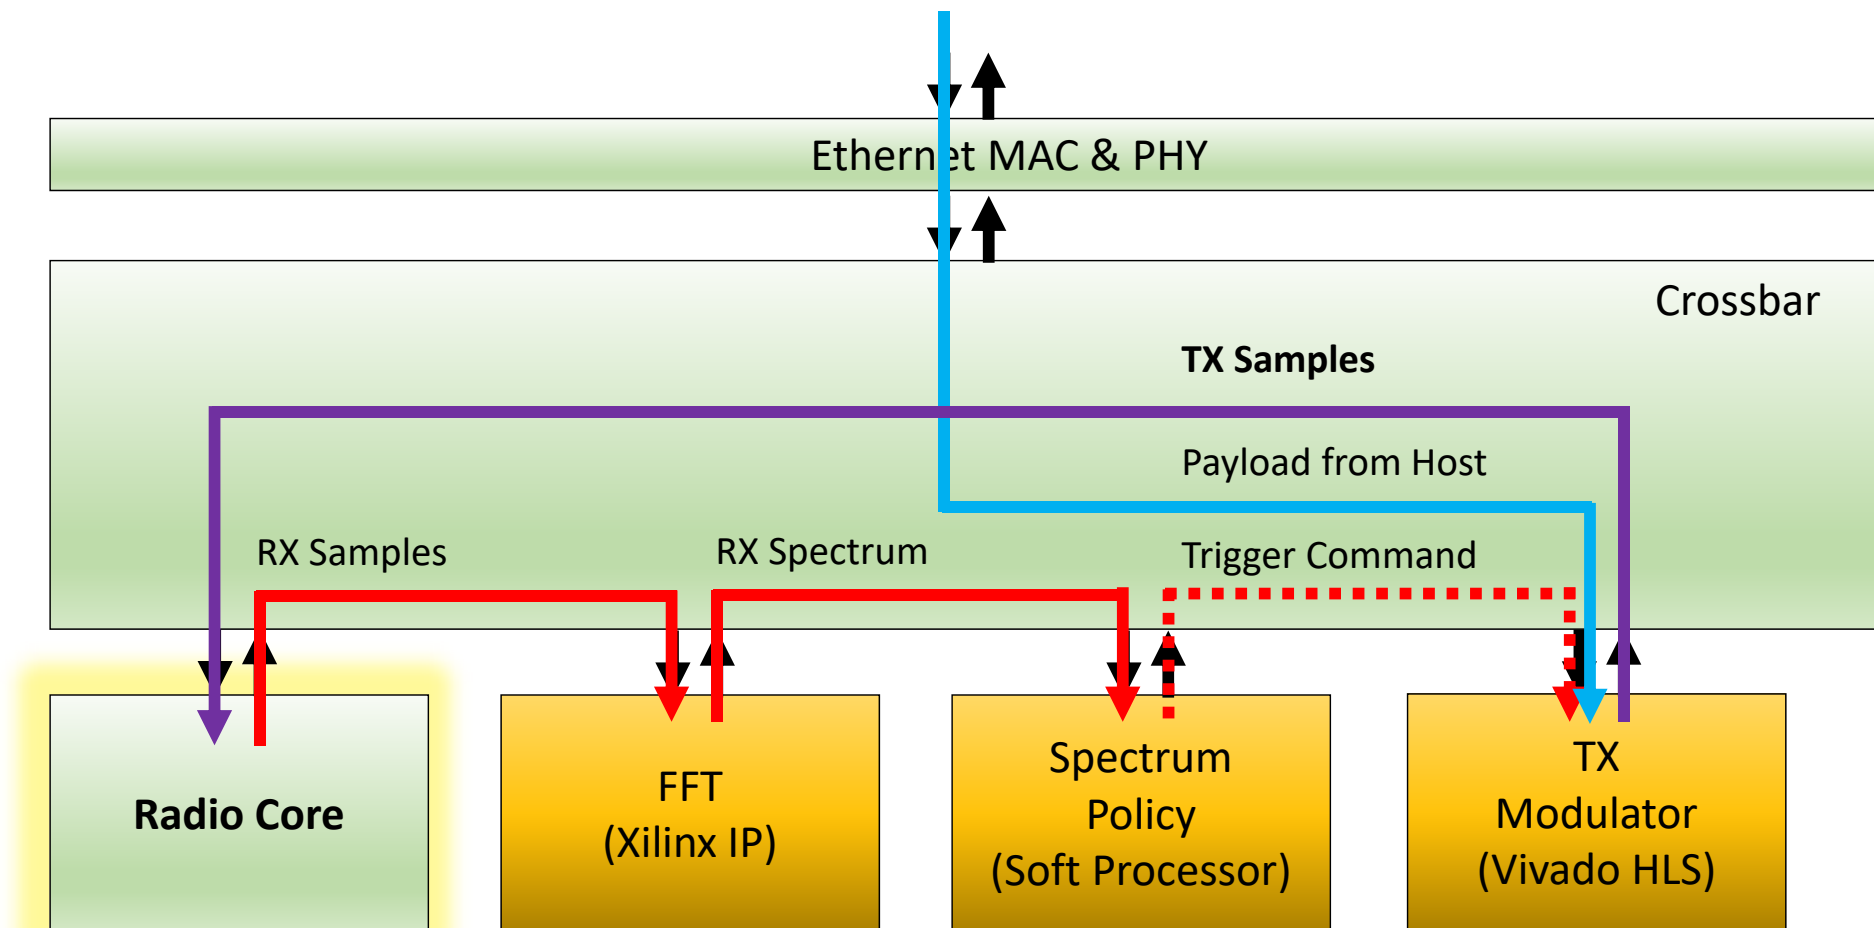 Ethernet MAC & PHY
Crossbar
TX Samples
Payload from Host
RX Samples
RX Spectrum
Trigger Command
Radio Core
FFT
(Xilinx IP)
Spectrum
Policy
(Soft Processor)
TX
Modulator
(Vivado HLS)